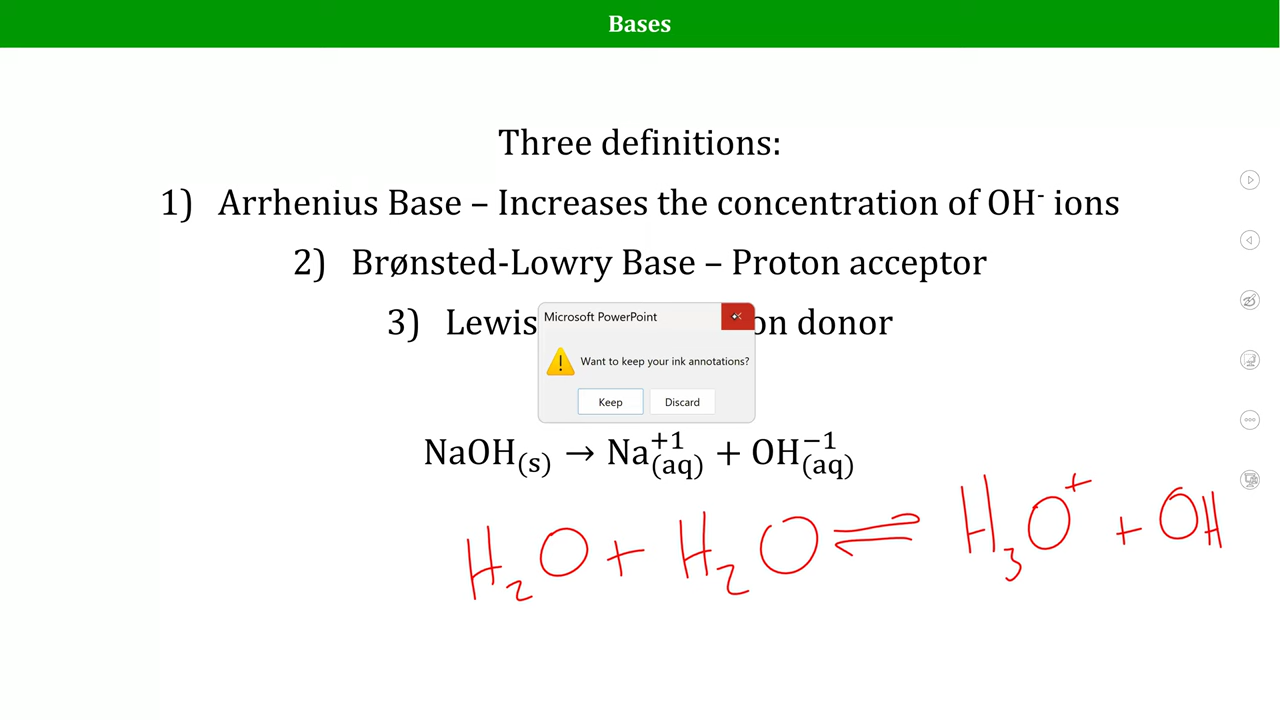 Bases
Three definitions:
1) Arrhenius Base – Increases the concentration of OH⁻ ions
2) Brønsted-Lowry Base – Proton acceptor
3) Lewis on donor
Microsoft PowerPoint
Want to keep your ink annotations?
Keep Discard
NaOH₍s₎ → Na⁺¹₍aq₎ + OH⁻¹₍aq₎
H₂O + H₂O ⇌ H₃O⁺ + OH